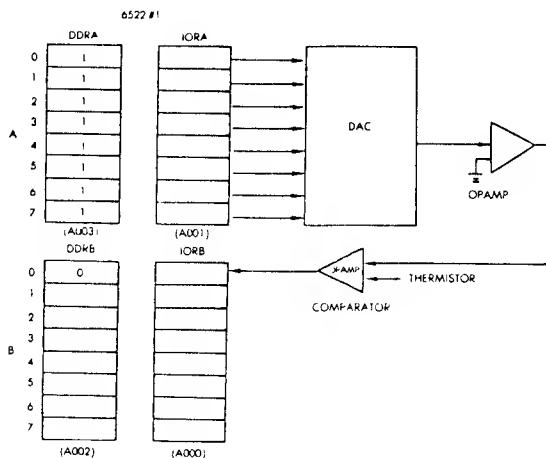 6522 #1
DDRA IORA
0 1
1 1
2 1
3 1
A
4 1
5 1
6 1
7 1
DAC
OPAMP
(A003) (A001)
DDRB IORB
0 0
1
2
3
B
4
5
6
7
OPAMP
THERMISTOR
COMPARATOR
(A002) (A000)